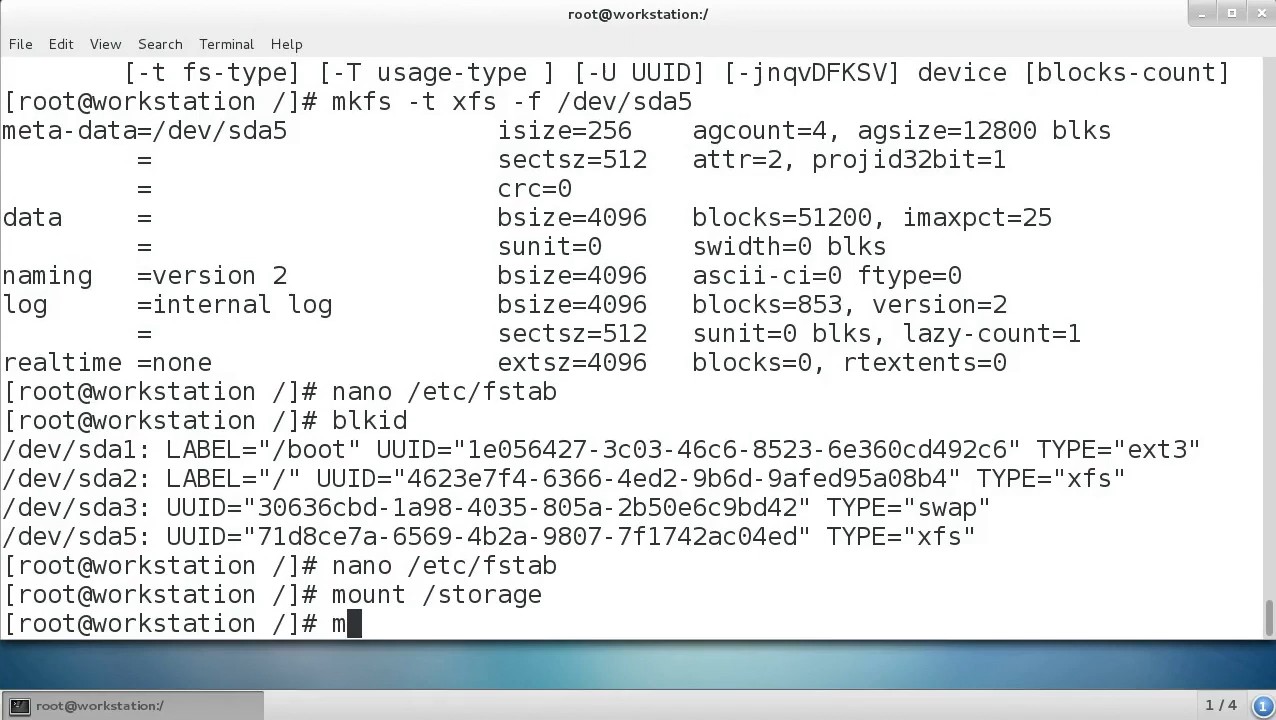 root@workstation:/
File Edit View Search Terminal Help
[-t fs-type] [-T usage-type ] [-U UUID] [-jnqvDFKSV] device [blocks-count]
[root@workstation /]# mkfs -t xfs -f /dev/sda5
meta-data=/dev/sda5 isize=256 agcount=4, agsize=12800 blks
= sectsz=512 attr=2, projid32bit=1
= crc=0
data = bsize=4096 blocks=51200, imaxpct=25
= sunit=0 swidth=0 blks
naming =version 2 bsize=4096 ascii-ci=0 ftype=0
log =internal log bsize=4096 blocks=853, version=2
= sectsz=512 sunit=0 blks, lazy-count=1
realtime =none extsz=4096 blocks=0, rtextents=0
[root@workstation /]# nano /etc/fstab
[root@workstation /]# blkid
/dev/sda1: LABEL="/boot" UUID="1e056427-3c03-46c6-8523-6e360cd492c6" TYPE="ext3"
/dev/sda2: LABEL="/" UUID="4623e7f4-6366-4ed2-9b6d-9afed95a08b4" TYPE="xfs"
/dev/sda3: UUID="30636cbd-1a98-4035-805a-2b50e6c9bd42" TYPE="swap"
/dev/sda5: UUID="71d8ce7a-6569-4b2a-9807-7f1742ac04ed" TYPE="xfs"
[root@workstation /]# nano /etc/fstab
[root@workstation /]# mount /storage
[root@workstation /]# m
root@workstation:/
1 / 4
1